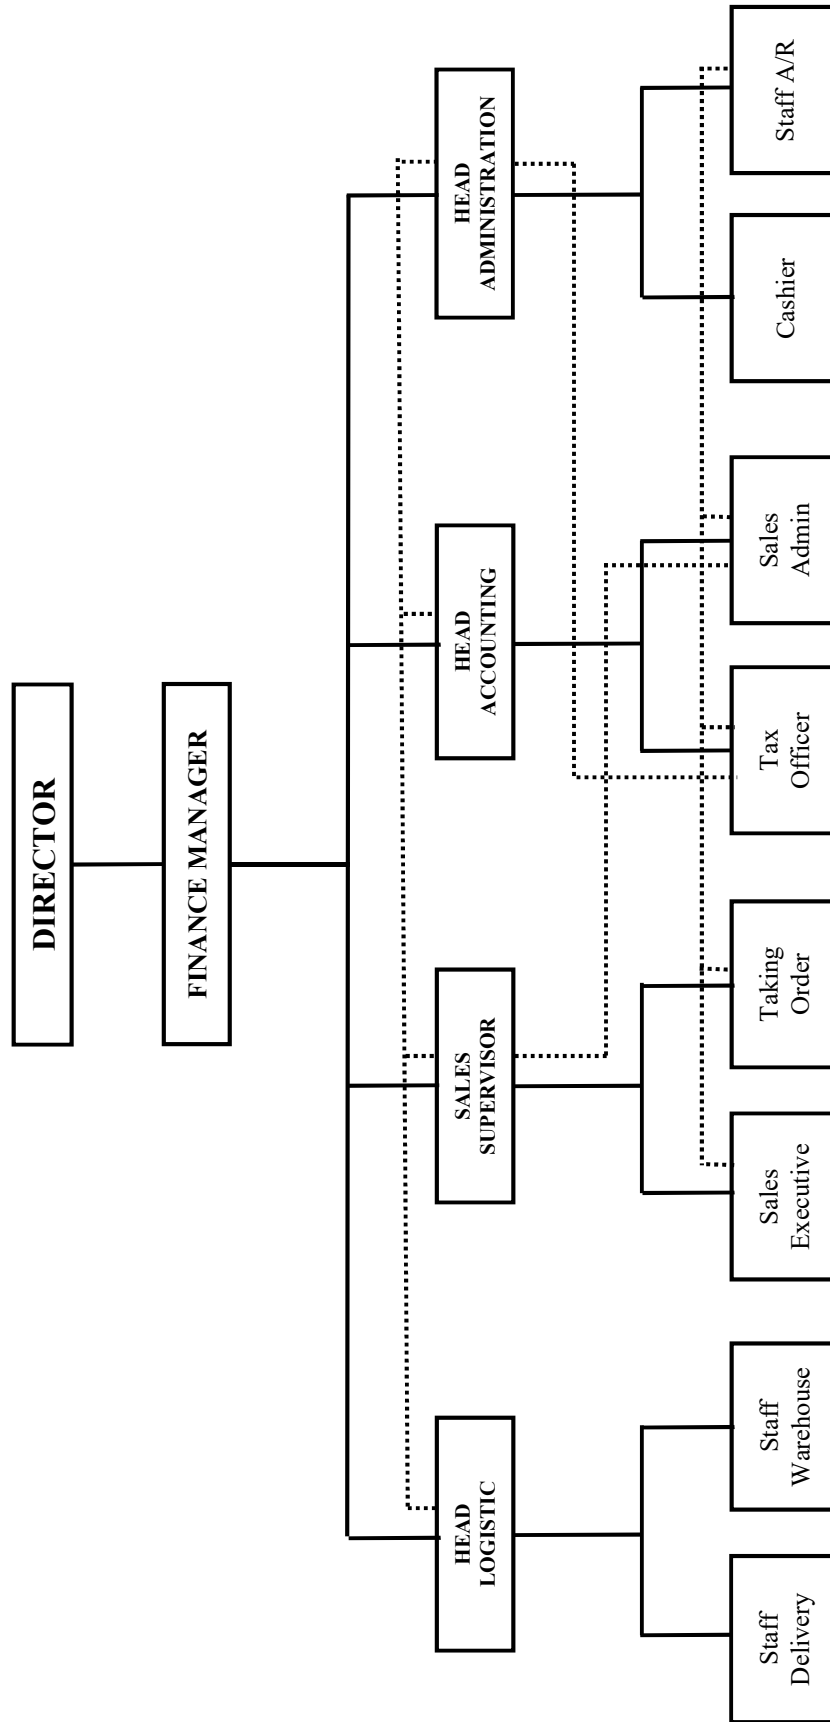 DIRECTOR
FINANCE MANAGER
HEAD
LOGISTIC
SALES
SUPERVISOR
HEAD
ACCOUNTING
HEAD
ADMINISTRATION
Staff
Delivery
Staff
Warehouse
Sales
Executive
Taking
Order
Tax
Officer
Sales
Admin
Cashier
Staff A/R